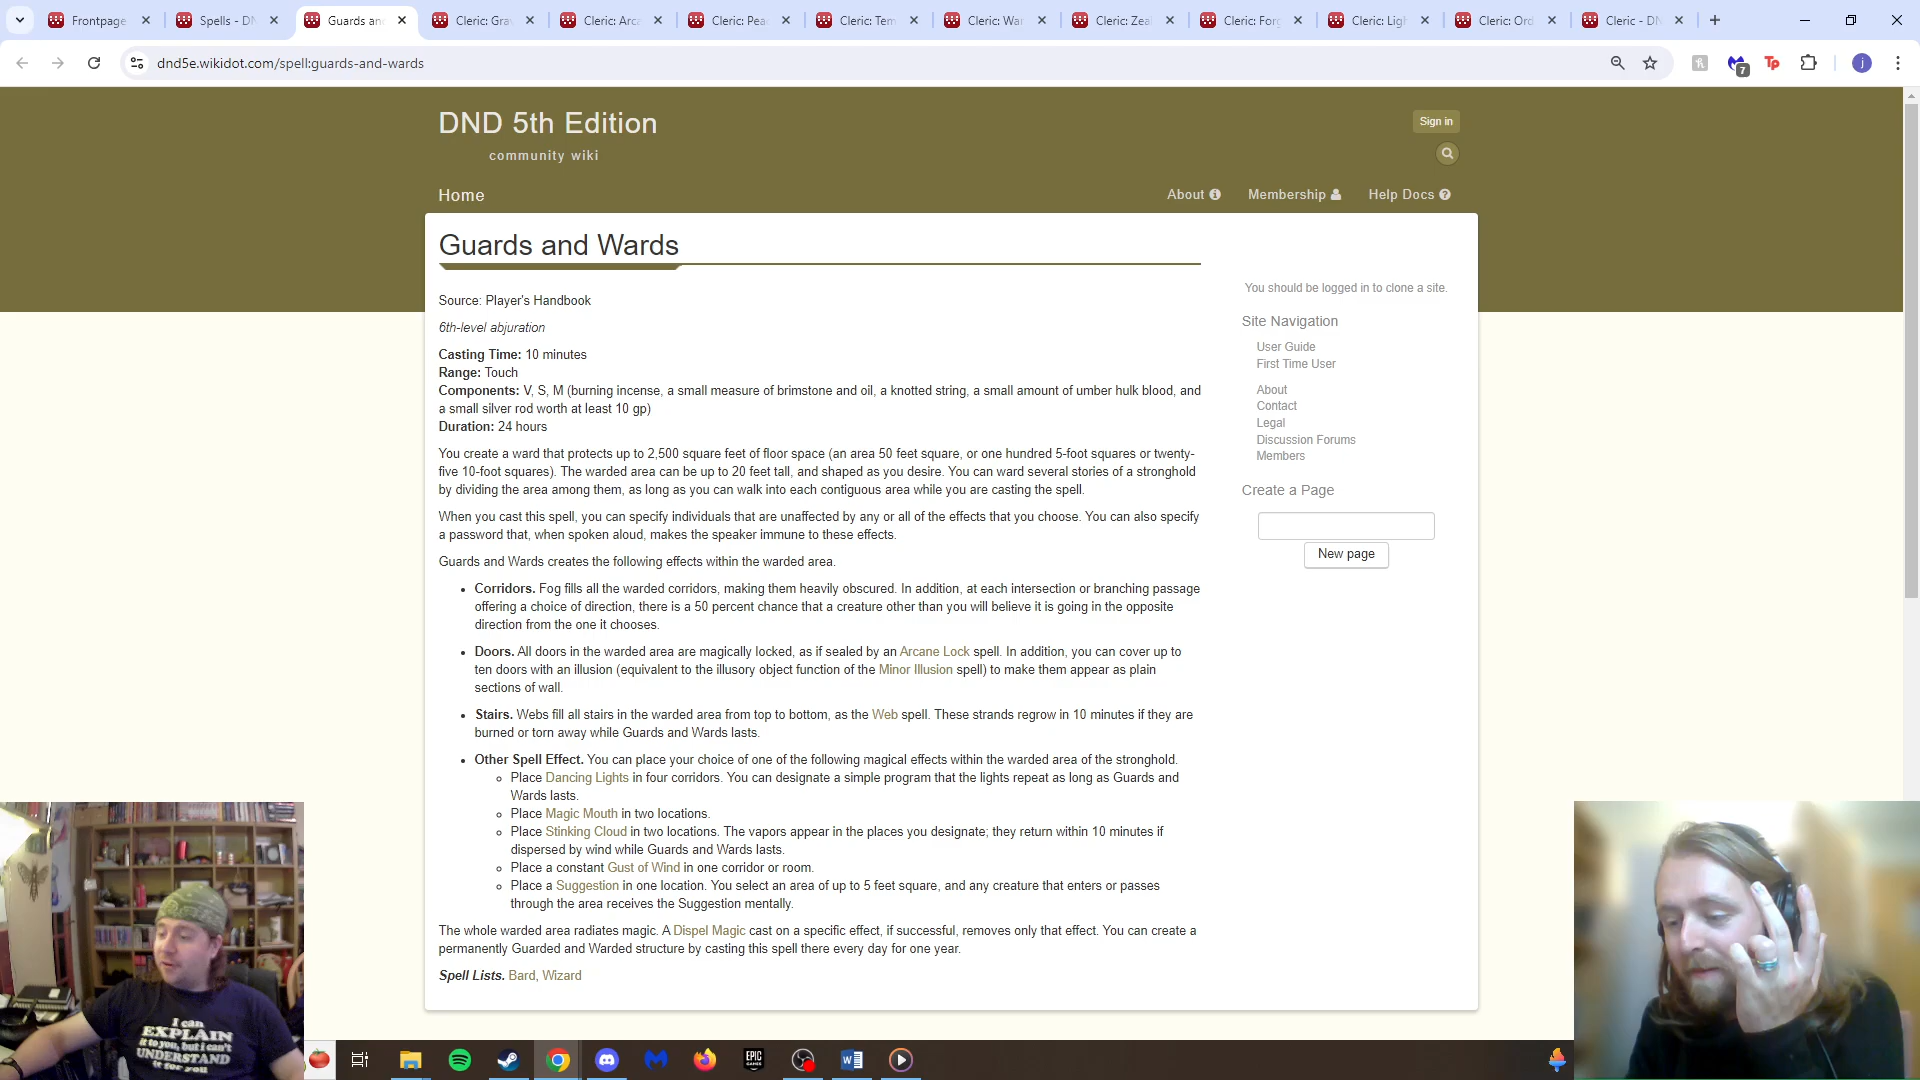 Frontpage
Spells - DN
Guards an
Cleric: Gra
Cleric: Arca
Cleric: Peac
Cleric: Tem
Cleric: War
Cleric: Zeal
Cleric: Forg
Cleric: Ligh
Cleric: Ord
Cleric - DN
dnd5e.wikidot.com/spell:guards-and-wards
7
Tp
j
DND 5th Edition
community wiki
Sign in
Home
About
Membership
Help Docs
Guards and Wards
You should be logged in to clone a site.
Site Navigation
User Guide
First Time User
About
Contact
Legal
Discussion Forums
Members
Create a Page
New page
Source: Player's Handbook
6th-level abjuration
Casting Time: 10 minutes
Range: Touch
Components: V, S, M (burning incense, a small measure of brimstone and oil, a knotted string, a small amount of umber hulk blood, and
a small silver rod worth at least 10 gp)
Duration: 24 hours
You create a ward that protects up to 2,500 square feet of floor space (an area 50 feet square, or one hundred 5-foot squares or twenty-
five 10-foot squares). The warded area can be up to 20 feet tall, and shaped as you desire. You can ward several stories of a stronghold
by dividing the area among them, as long as you can walk into each contiguous area while you are casting the spell.
When you cast this spell, you can specify individuals that are unaffected by any or all of the effects that you choose. You can also specify
a password that, when spoken aloud, makes the speaker immune to these effects.
Guards and Wards creates the following effects within the warded area.
Corridors. Fog fills all the warded corridors, making them heavily obscured. In addition, at each intersection or branching passage
offering a choice of direction, there is a 50 percent chance that a creature other than you will believe it is going in the opposite
direction from the one it chooses.
Doors. All doors in the warded area are magically locked, as if sealed by an Arcane Lock spell. In addition, you can cover up to
ten doors with an illusion (equivalent to the illusory object function of the Minor Illusion spell) to make them appear as plain
sections of wall.
Stairs. Webs fill all stairs in the warded area from top to bottom, as the Web spell. These strands regrow in 10 minutes if they are
burned or torn away while Guards and Wards lasts.
Other Spell Effect. You can place your choice of one of the following magical effects within the warded area of the stronghold.
Place Dancing Lights in four corridors. You can designate a simple program that the lights repeat as long as Guards and
Wards lasts.
Place Magic Mouth in two locations.
Place Stinking Cloud in two locations. The vapors appear in the places you designate; they return within 10 minutes if
dispersed by wind while Guards and Wards lasts.
Place a constant Gust of Wind in one corridor or room.
Place a Suggestion in one location. You select an area of up to 5 feet square, and any creature that enters or passes
through the area receives the Suggestion mentally.
The whole warded area radiates magic. A Dispel Magic cast on a specific effect, if successful, removes only that effect. You can create a
permanently Guarded and Warded structure by casting this spell there every day for one year.
Spell Lists. Bard, Wizard
I can
EXPLAIN
it to you, but i can't
UNDERSTAND
it for you
EPIC
GAMES